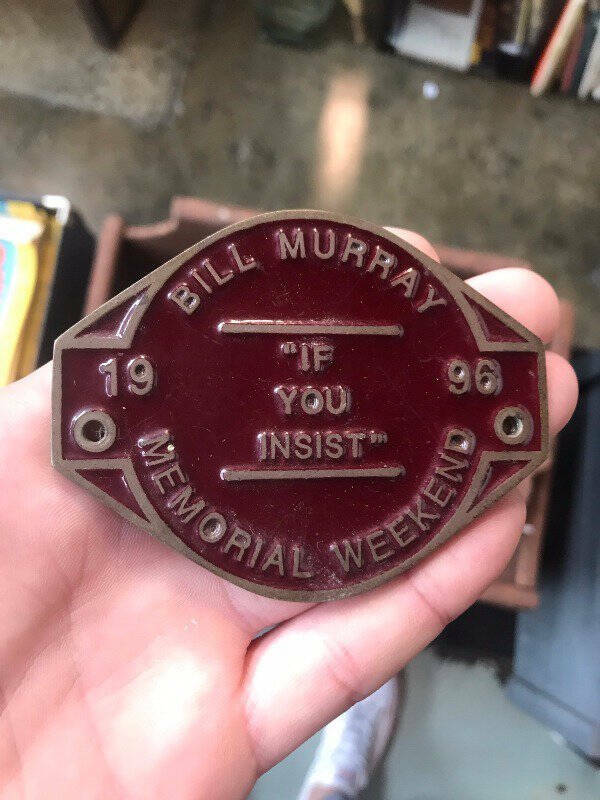 BILL MURRAY
19 96
"IF
YOU
INSIST"
MEMORIAL WEEKEND